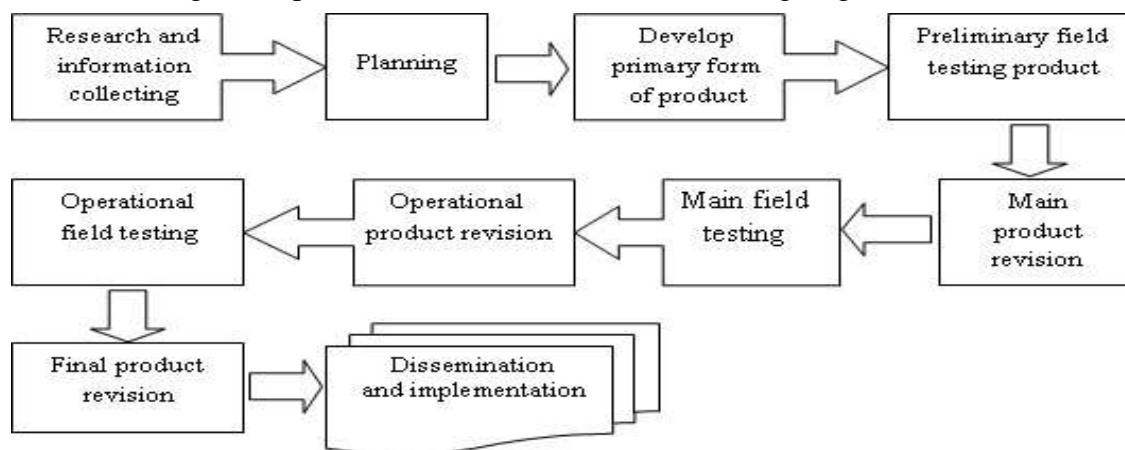 Research and
information
collecting
Planning
Develop
primary form
of product
Preliminary field
testing product
Main
product
revision
Main field
testing
Operational
product revision
Operational
field testing
Final product
revision
Dissemination
and implementation